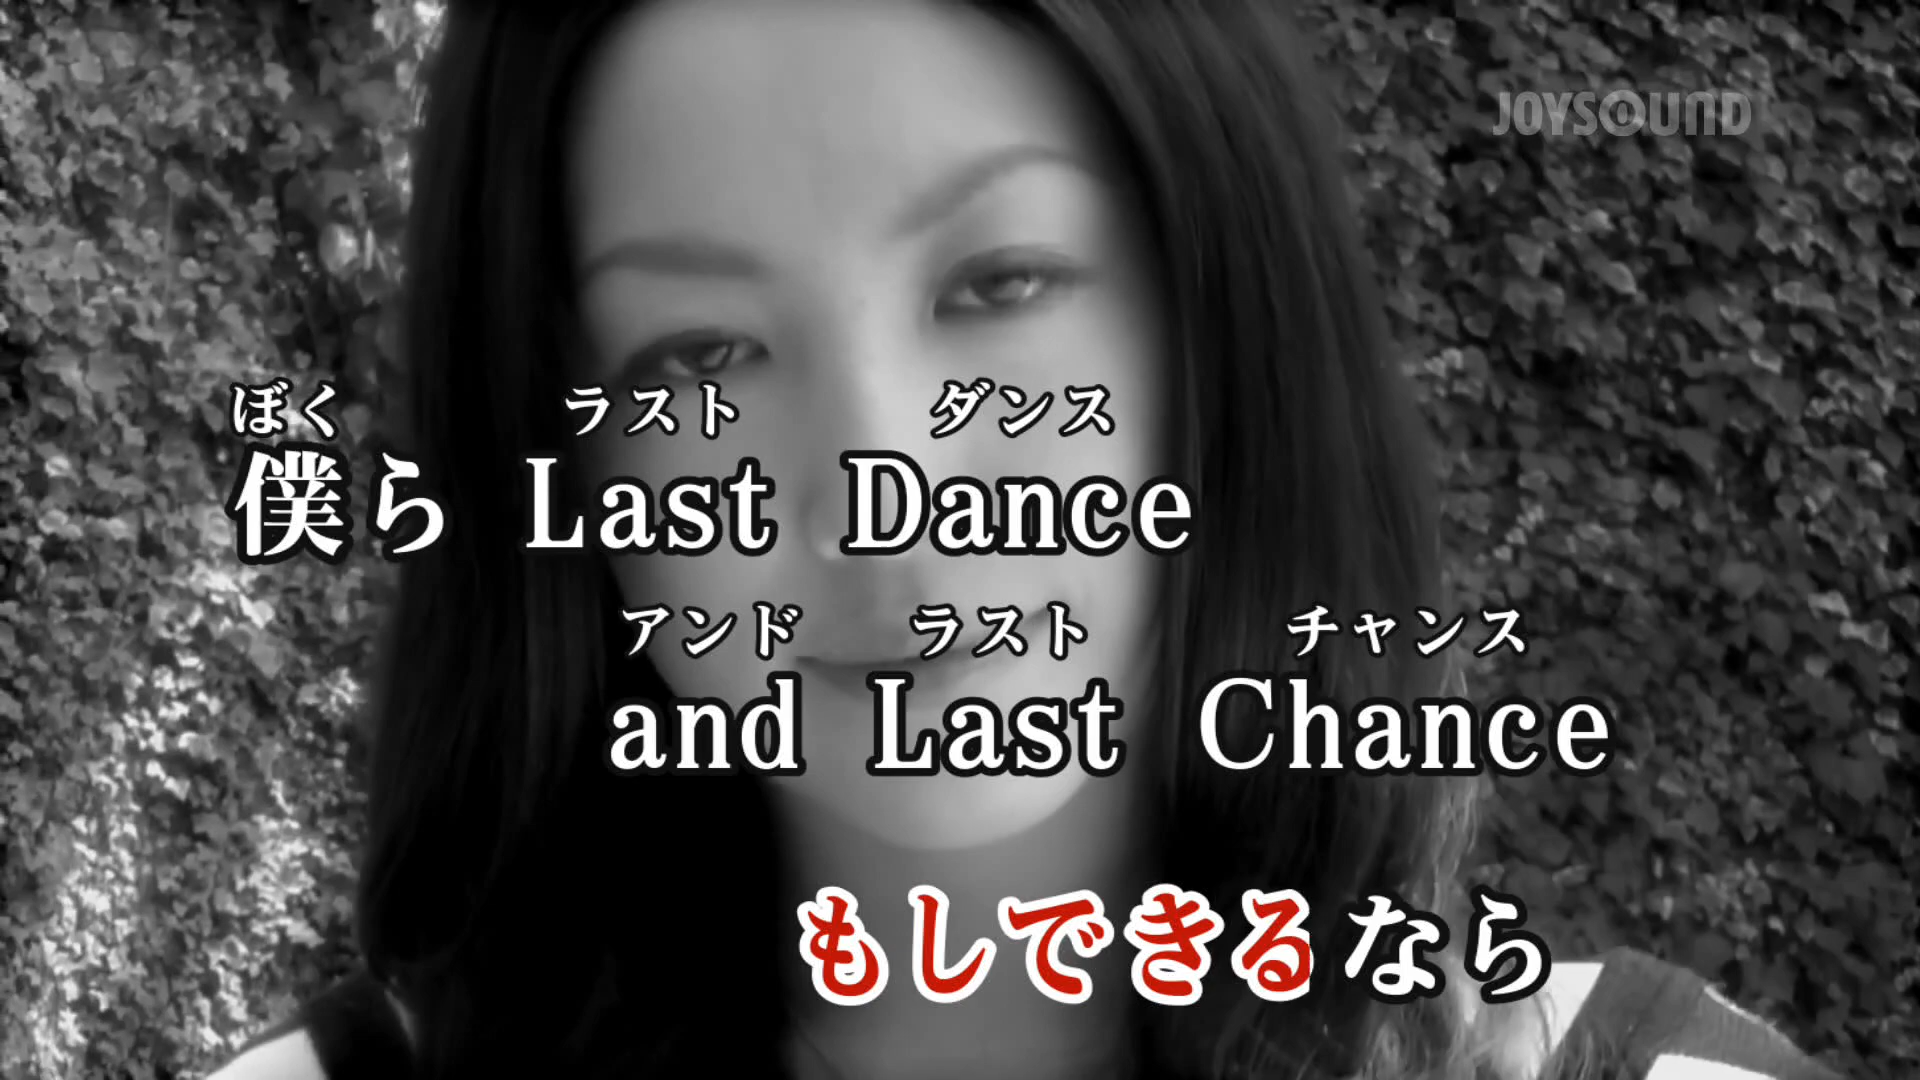 JOYSOUND
ぼく ラスト ダンス
僕ら Last Dance
アンド ラスト チャンス
and Last Chance
もしできるなら